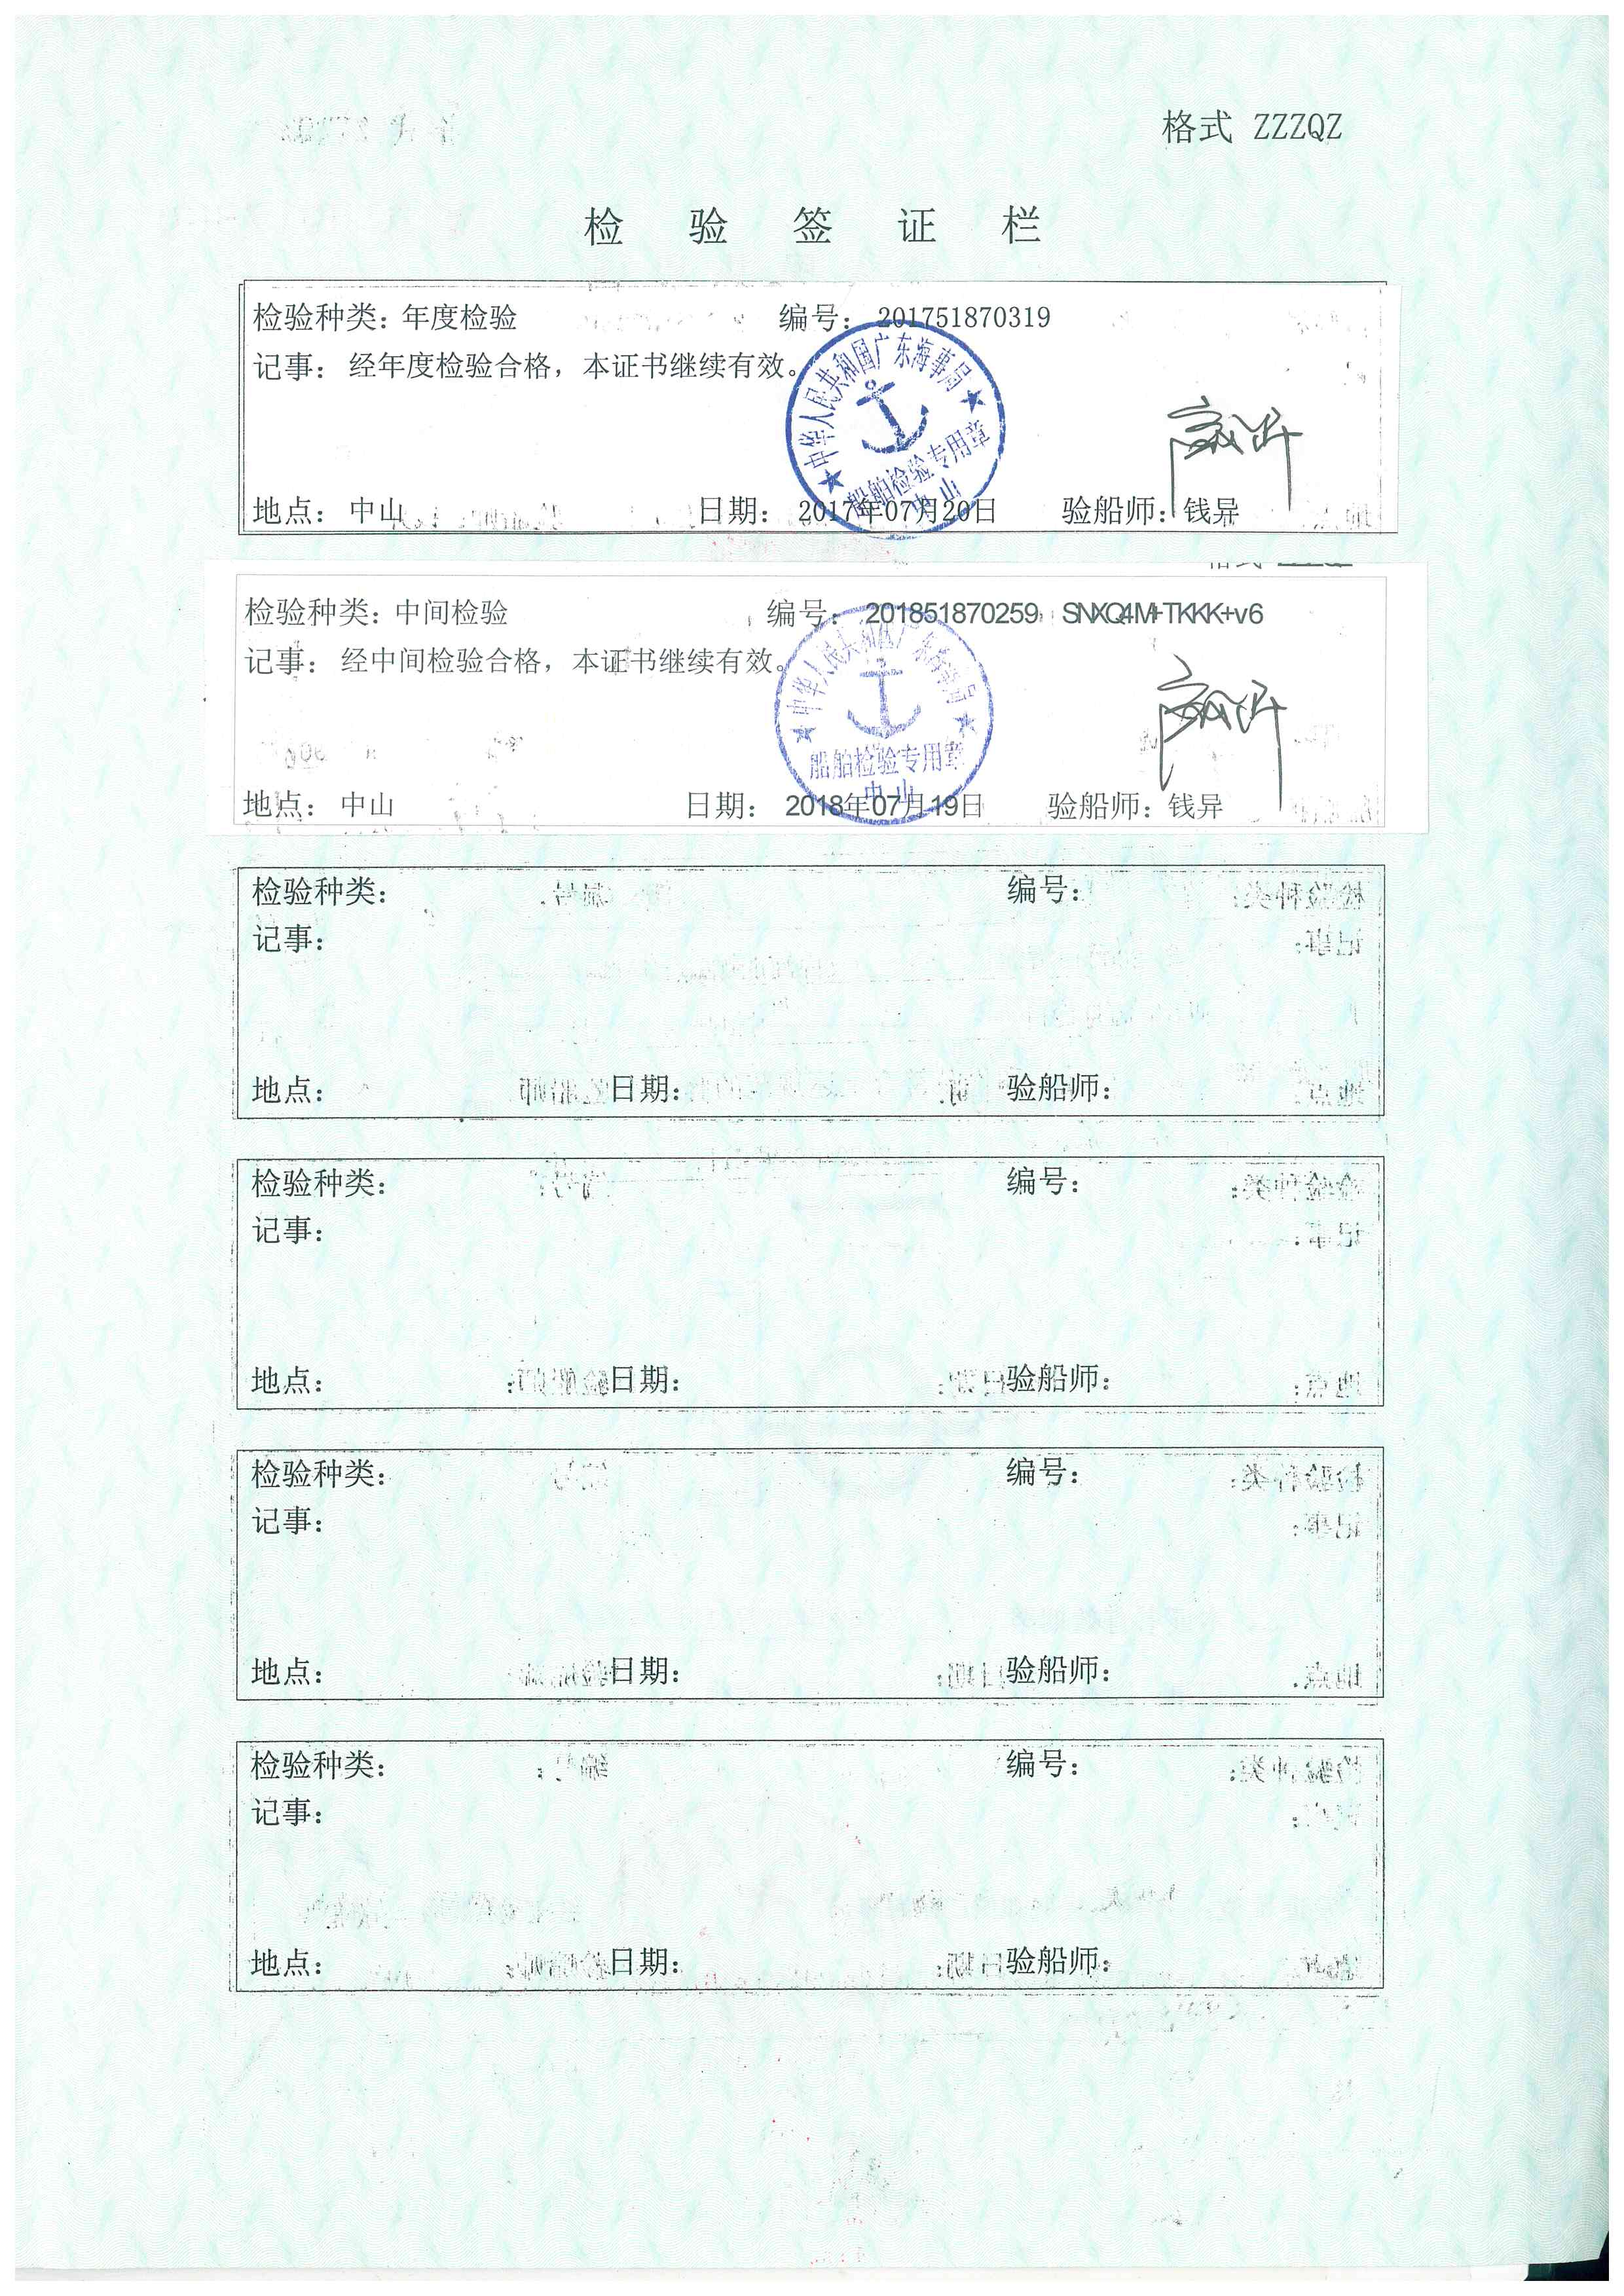 格式 ZZZQZ
检 验 签 证 栏
检验种类：年度检验 编号：201751870319
记事：经年度检验合格，本证书继续有效。
中华人民共和国广东海事局
船舶检验专用章
中山
地点：中山 日期：2017年07月20日 验船师：钱异
检验种类：中间检验 编号：201851870259，SNXQ4M+TKKK+v6
记事：经中间检验合格，本证书继续有效。
中华人民共和国广东海事局
船舶检验专用章
中山
地点：中山 日期：2018年07月19日 验船师：钱异
检验种类： 编号：
记事：
地点： 日期： 验船师：
检验种类： 编号：
记事：
地点： 日期： 验船师：
检验种类： 编号：
记事：
地点： 日期： 验船师：
检验种类： 编号：
记事：
地点： 日期： 验船师：